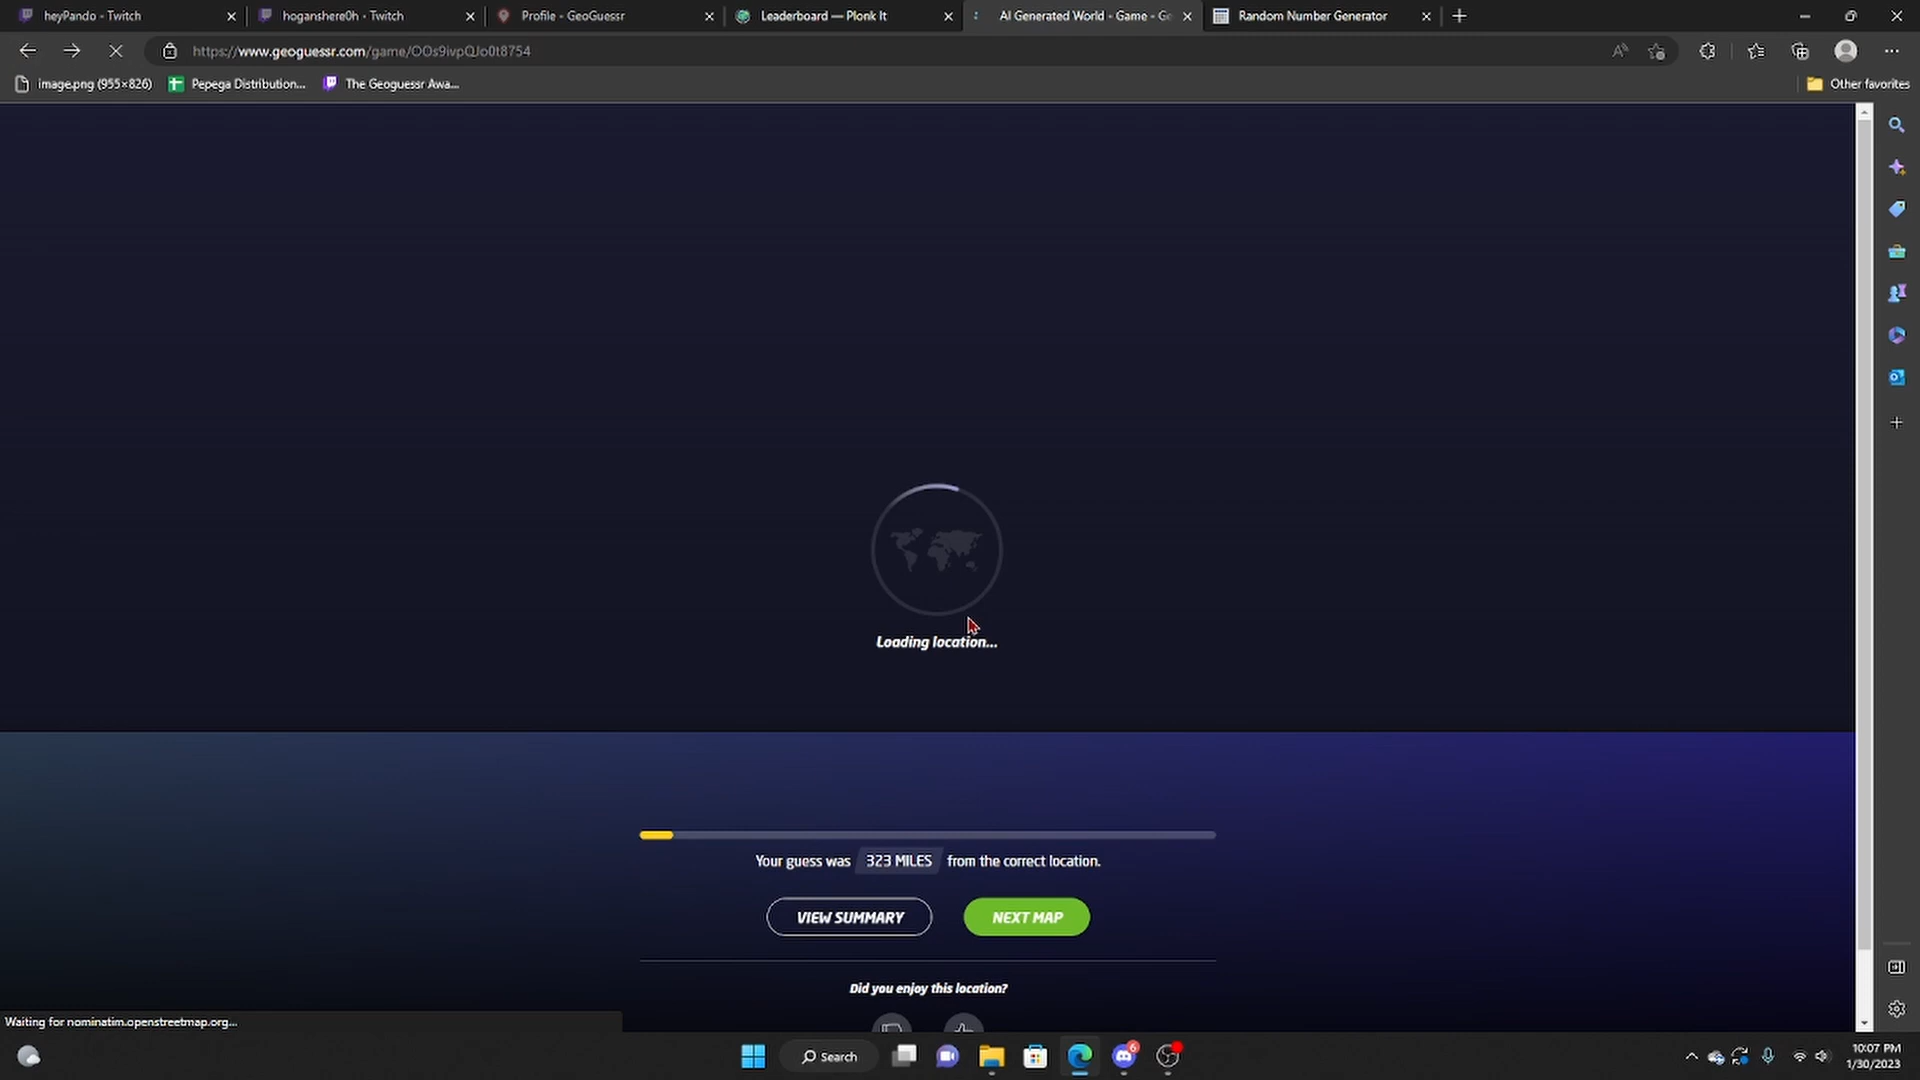 heyPando - Twitch
hoganshere0h - Twitch
Profile - GeoGuessr
Leaderboard — Plonk It
AI Generated World - Game - Ge
Random Number Generator
https://www.geoguessr.com/game/OOs9ivpQJo0t8754
image.png (955×826)
Pepega Distribution...
The Geoguessr Awa...
Other favorites
Loading location...
Your guess was 323 MILES from the correct location.
VIEW SUMMARY
NEXT MAP
Did you enjoy this location?
Waiting for nominatim.openstreetmap.org...
Search
6
10:07 PM
1/30/2023